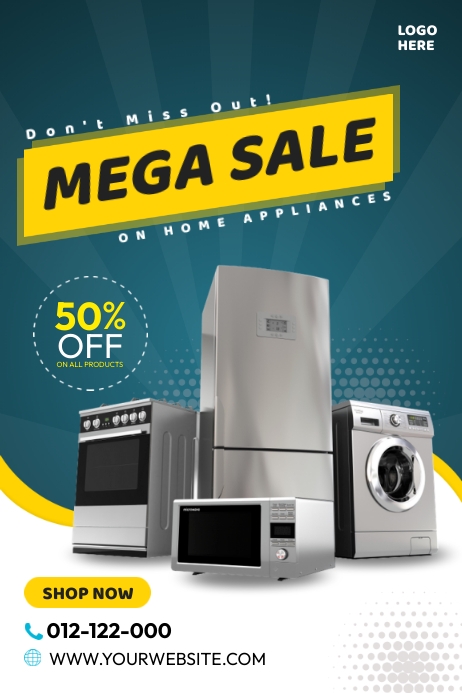 LOGO
HERE
Don't Miss Out!
MEGA SALE
ON HOME APPLIANCES
50%
OFF
ON ALL PRODUCTS
SHOP NOW
012-122-000
WWW.YOURWEBSITE.COM